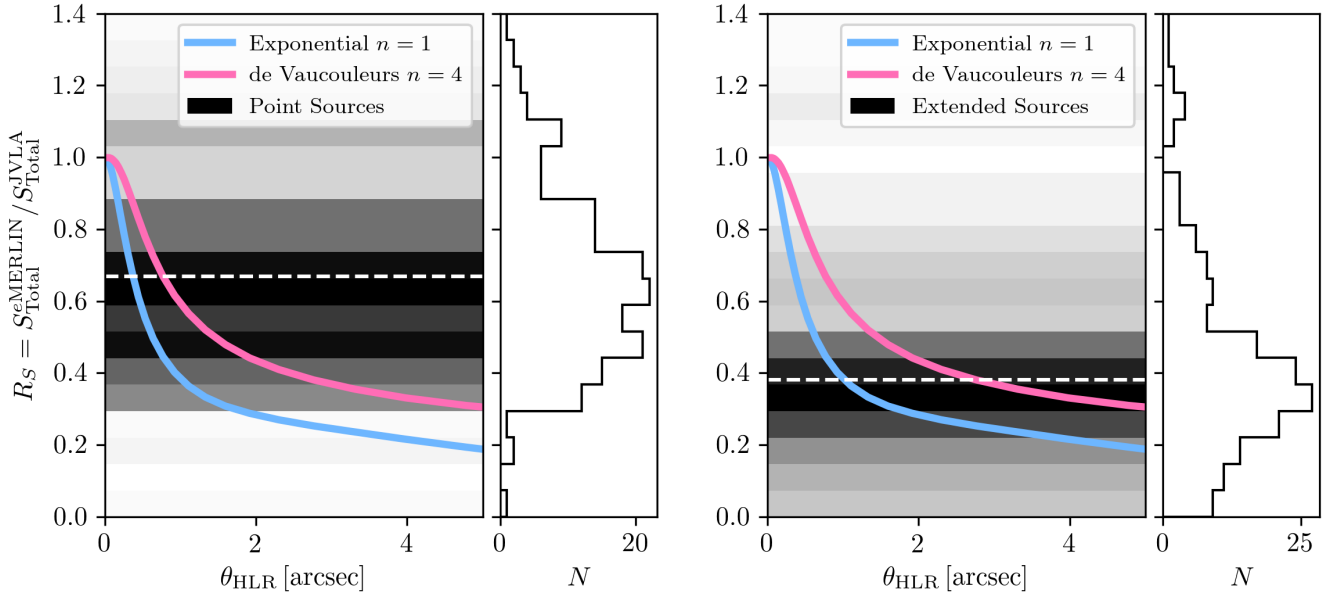 R_S = S^{eMERLIN}_{Total} / S^{JVLA}_{Total}
1.4
1.2
1.0
0.8
0.6
0.4
0.2
0.0
Exponential n = 1
de Vaucouleurs n = 4
Point Sources
0 2 4
θ_HLR [arcsec]
0 20
N
1.4
1.2
1.0
0.8
0.6
0.4
0.2
0.0
Exponential n = 1
de Vaucouleurs n = 4
Extended Sources
0 2 4
θ_HLR [arcsec]
0 25
N